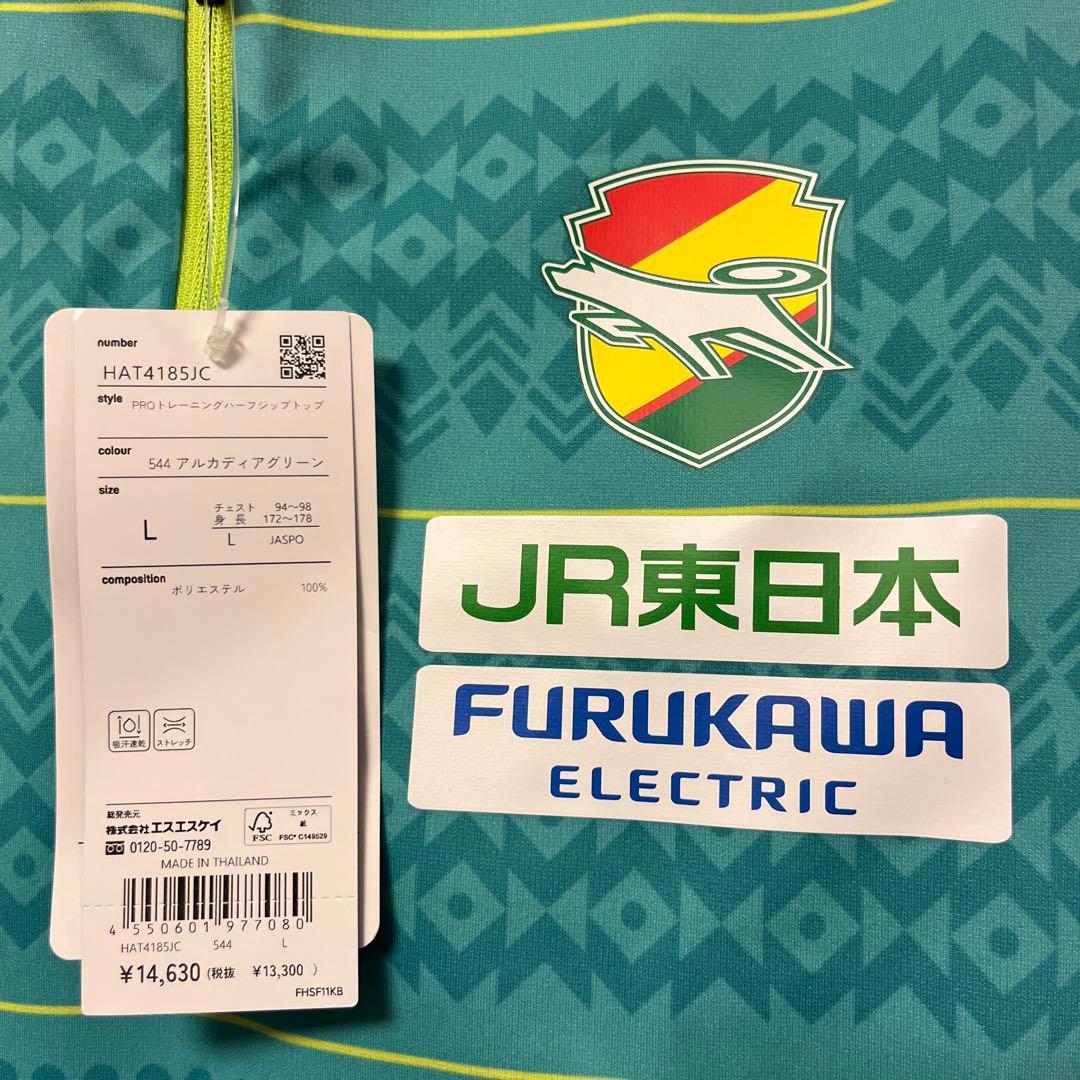 number
HAT4185JC
style PROトレーニングハーフジップトップ
colour
544 アルカディアグリーン
size
L
チェスト 94～98
身長 172～178
L JASPO
composition
ポリエステル 100%
吸汗速乾
ストレッチ
総発売元
株式会社エスエスケイ
0120-50-7789
MADE IN THAILAND
FSC
ミックス
紙
FSC® C149529
4 550601 977080
HAT4185JC 544 L
¥14,630 (税抜 ¥13,300 )
FHSF11KB
JR東日本
FURUKAWA
ELECTRIC